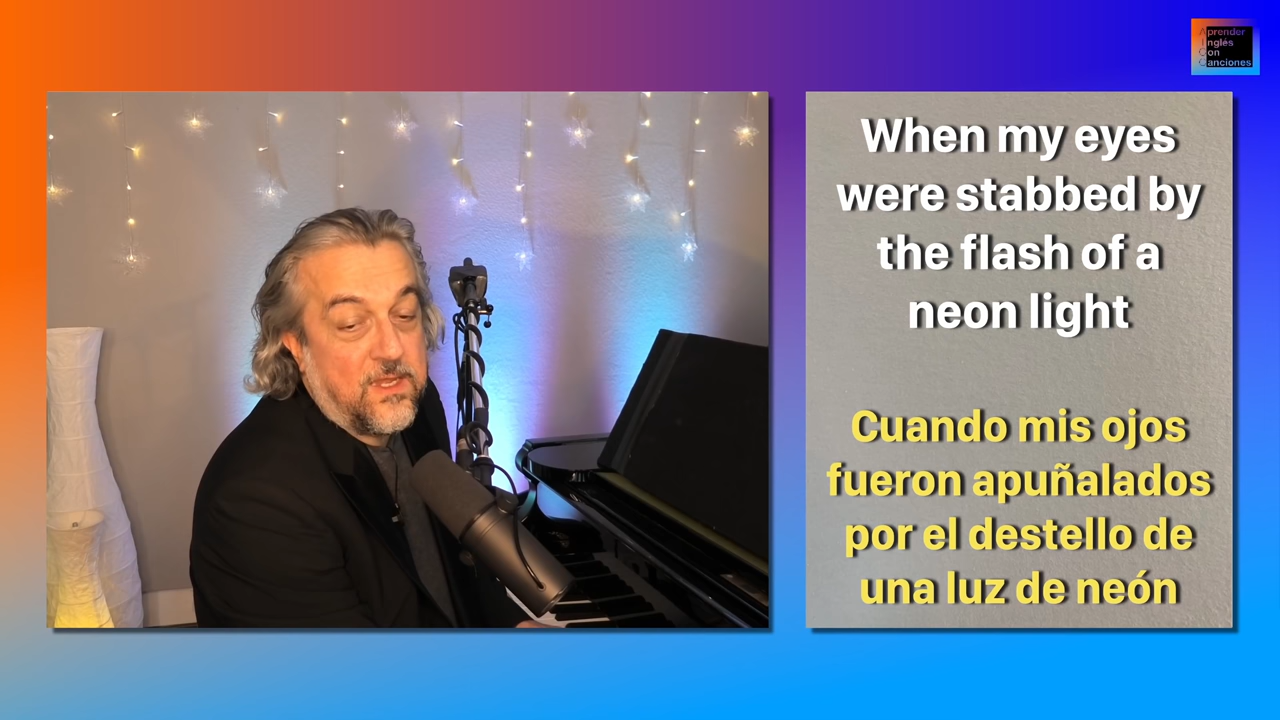 Aprender
Inglés
Con
Canciones
When my eyes
were stabbed by
the flash of a
neon light
Cuando mis ojos
fueron apuñalados
por el destello de
una luz de neón